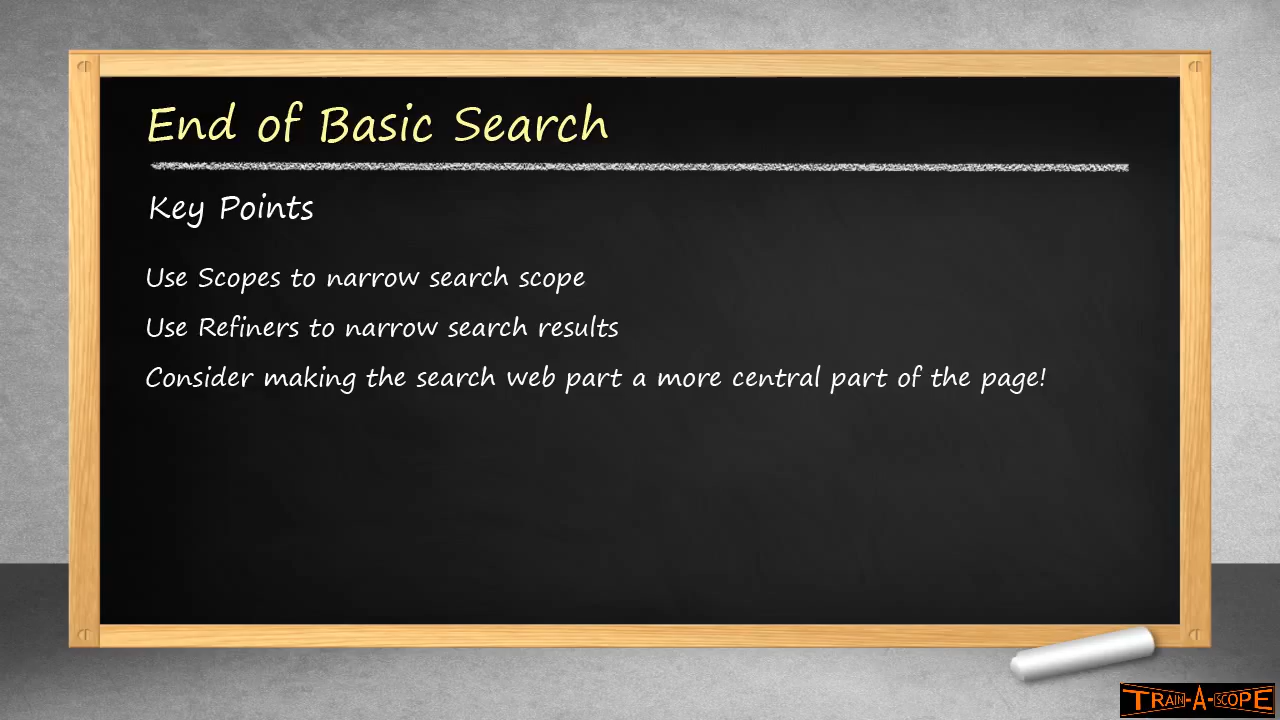 End of Basic Search
Key Points
Use Scopes to narrow search scope
Use Refiners to narrow search results
Consider making the search web part a more central part of the page!
TRAIN-A-SCOPE